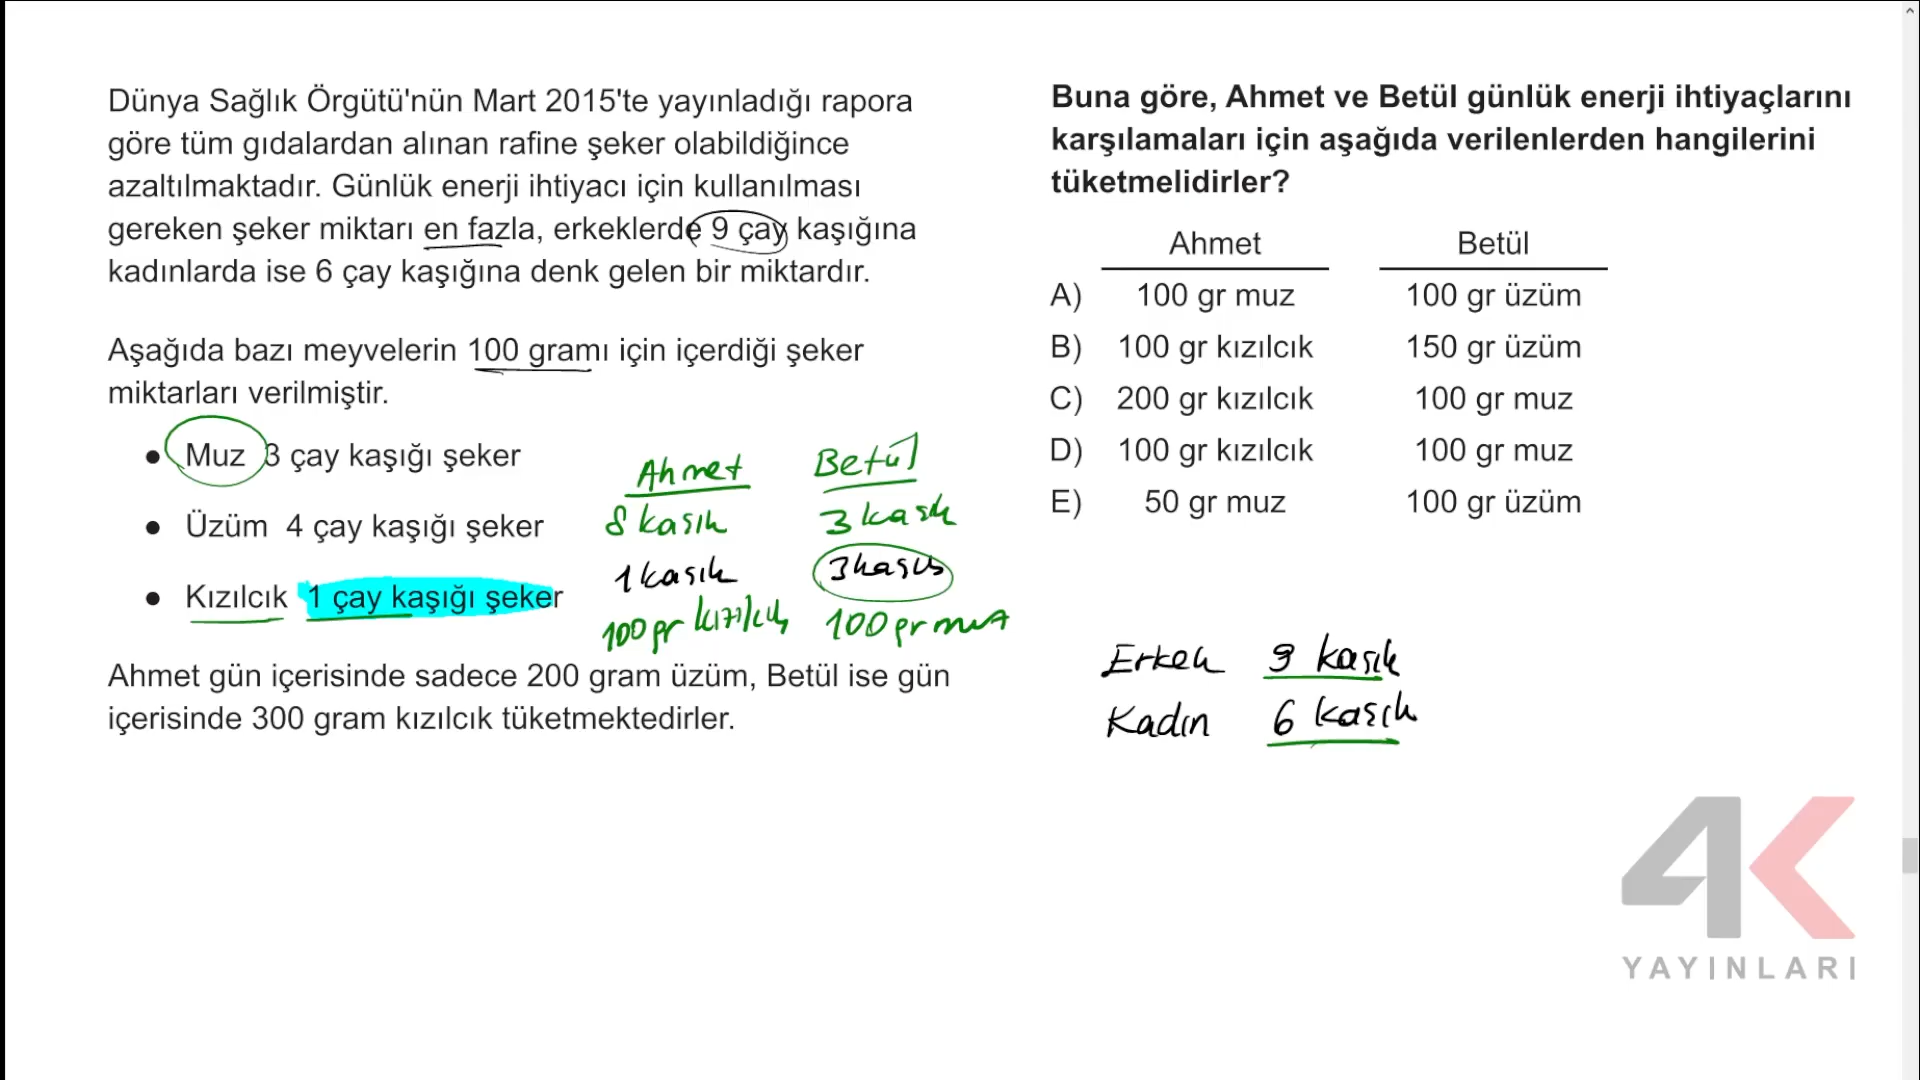 Dünya Sağlık Örgütü'nün Mart 2015'te yayınladığı rapora
göre tüm gıdalardan alınan rafine şeker olabildiğince
azaltılmaktadır. Günlük enerji ihtiyacı için kullanılması
gereken şeker miktarı en fazla, erkeklerde 9 çay kaşığına
kadınlarda ise 6 çay kaşığına denk gelen bir miktardır.
Aşağıda bazı meyvelerin 100 gramı için içerdiği şeker
miktarları verilmiştir.
● Muz 3 çay kaşığı şeker
● Üzüm 4 çay kaşığı şeker
● Kızılcık 1 çay kaşığı şeker
Ahmet Betül
8 kaşık 3 kaşık
1 kaşık 3 kaşık
100 gr kızılcık 100 gr muz
Ahmet gün içerisinde sadece 200 gram üzüm, Betül ise gün
içerisinde 300 gram kızılcık tüketmektedirler.
Buna göre, Ahmet ve Betül günlük enerji ihtiyaçlarını
karşılamaları için aşağıda verilenlerden hangilerini
tüketmelidirler?
Ahmet Betül
A) 100 gr muz 100 gr üzüm
B) 100 gr kızılcık 150 gr üzüm
C) 200 gr kızılcık 100 gr muz
D) 100 gr kızılcık 100 gr muz
E) 50 gr muz 100 gr üzüm
Erkek 9 kaşık
Kadın 6 kaşık
4K
YAYINLARI